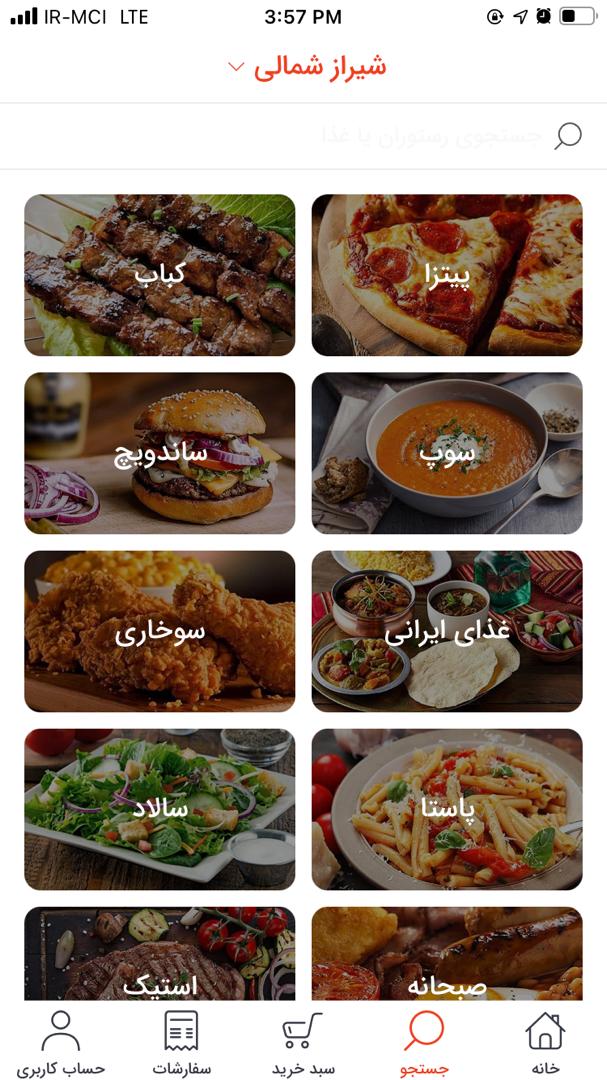 IR-MCI LTE 3:57 PM
شیراز شمالی
جستجوی رستوران یا غذا
پیتزا
کباب
سوپ
ساندویچ
غذای ایرانی
سوخاری
پاستا
سالاد
صبحانه
استیک
خانه
جستجو
سبد خرید
سفارشات
حساب کاربری